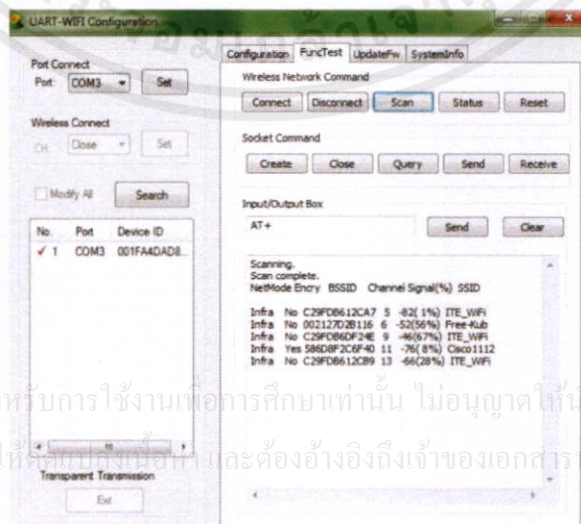 UART-WIFI Configuration
Port Connect
Port: COM3 Set
Wireless Connect
CH: Close Set
Modify All Search
No. Port Device ID
1 COM3 001FA4DAD8...
Transparent Transmission
Exit
Configuration FuncTest UpdateFw SystemInfo
Wireless Network Command
Connect Disconnect Scan Status Reset
Socket Command
Create Close Query Send Receive
Input/Output Box
AT+ Send Clear
Scanning.
Scan complete.
NetMode Encry BSSID Channel Signal(%) SSID
Infra No C29FDB612CA7 5 -82( 1%) ITE_WiFi
Infra No 002127D2B116 6 -52(56%) Free-Kub
Infra No C29FDB6DF24E 9 -46(67%) ITE_WiFi
Infra Yes 586D8F2C6F40 11 -76( 8%) Cisco1112
Infra No C29FDB612CB9 13 -66(28%) ITE_WiFi
หรับการใช้งานเพื่อการศึกษาเท่านั้น ไม่อนุญาตให้
และต้องอ้างอิงถึงเจ้าของเอกสาร